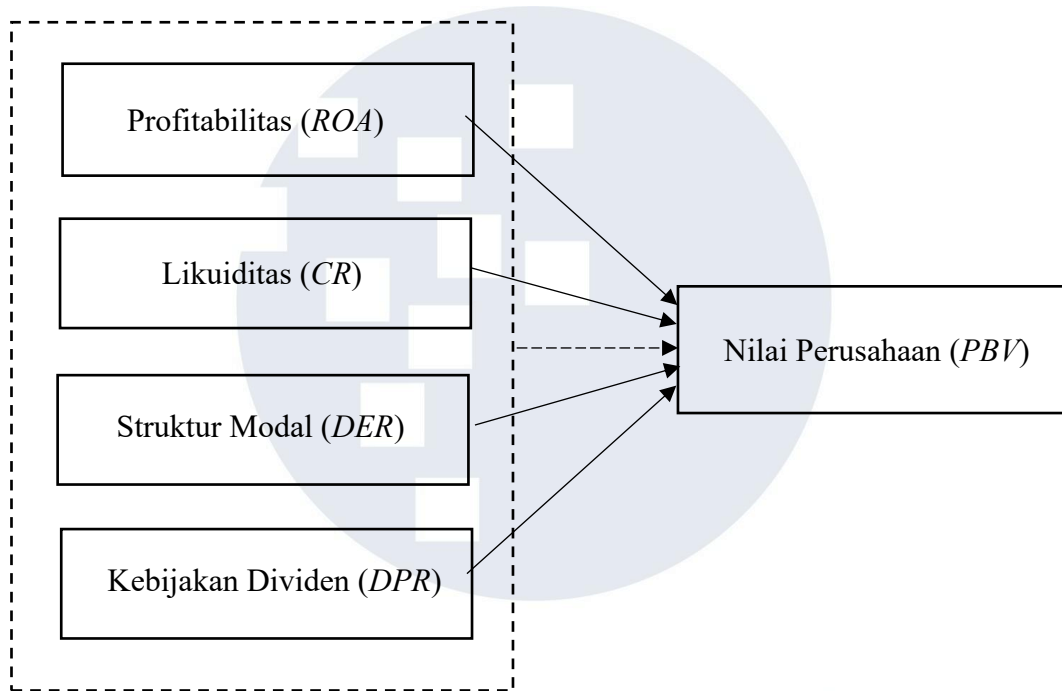 Profitabilitas (ROA)
Likuiditas (CR)
Nilai Perusahaan (PBV)
Struktur Modal (DER)
Kebijakan Dividen (DPR)